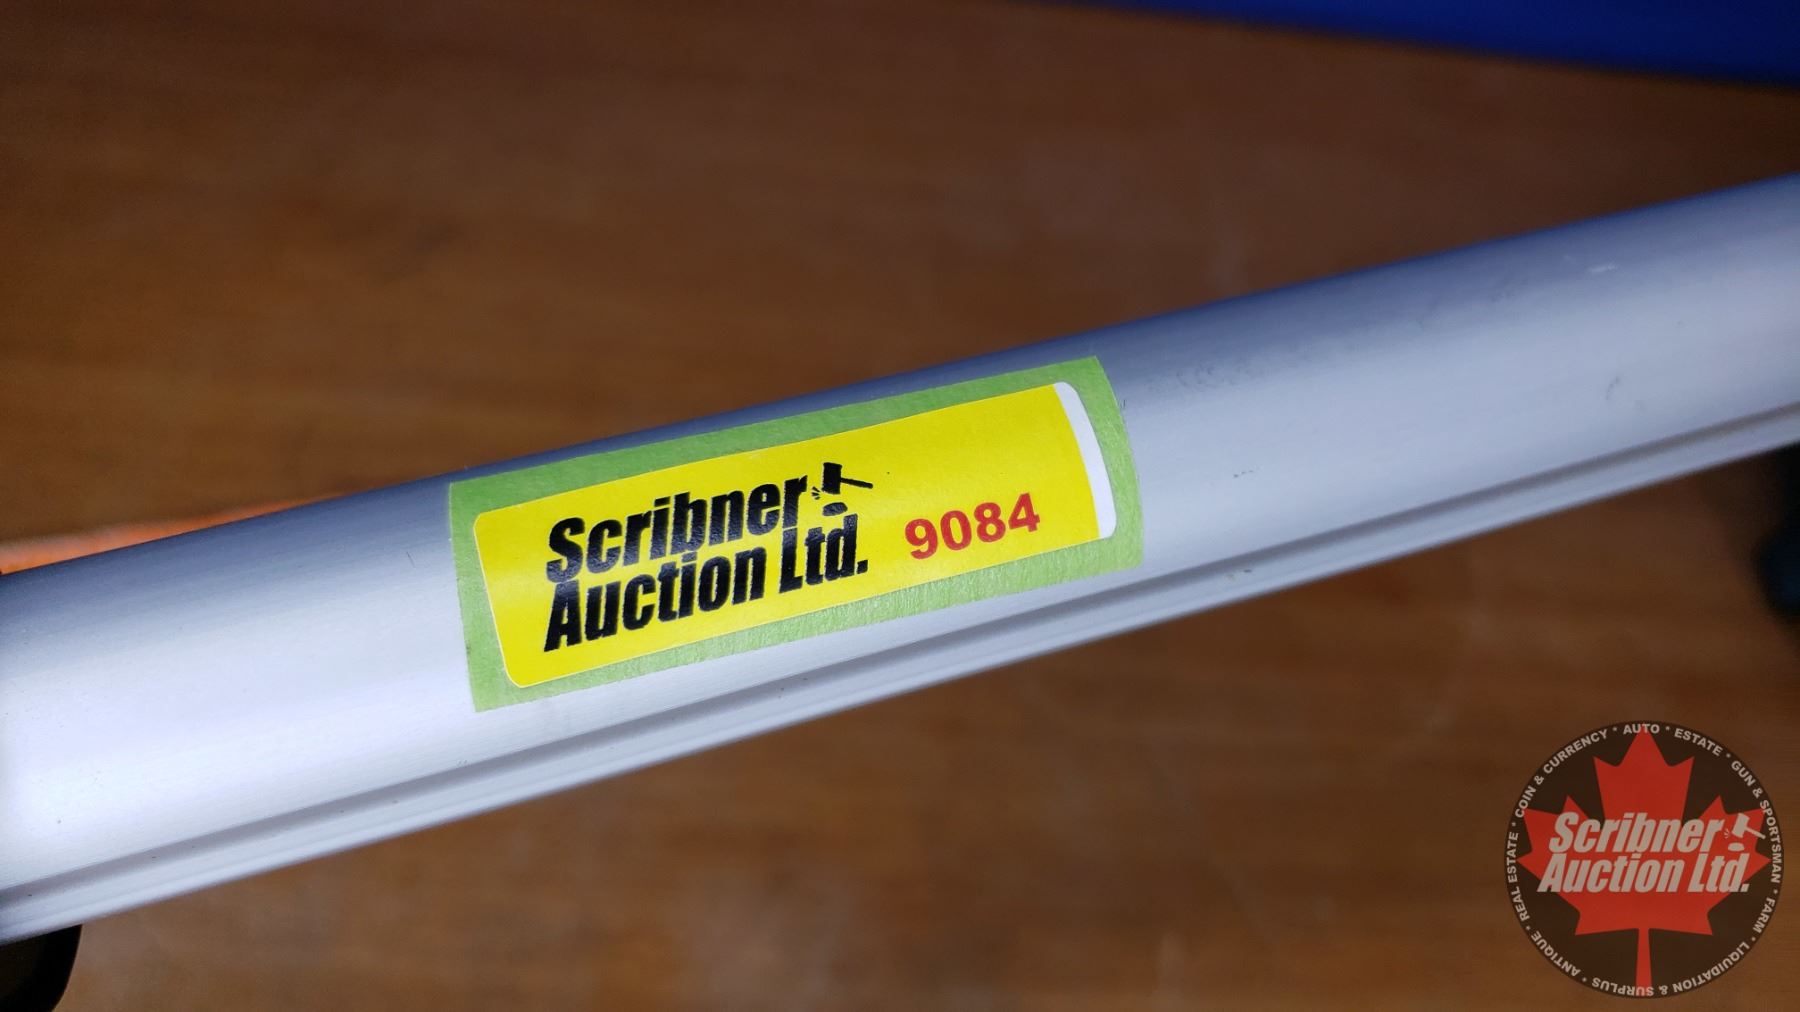 Scribner
Auction Ltd.
9084
COIN & CURRENCY * AUTO * ESTATE * GUN & SPORTSMAN * FARM * LIQUIDATION & SURPLUS * ANTIQUE * REAL ESTATE *
Scribner
Auction Ltd.